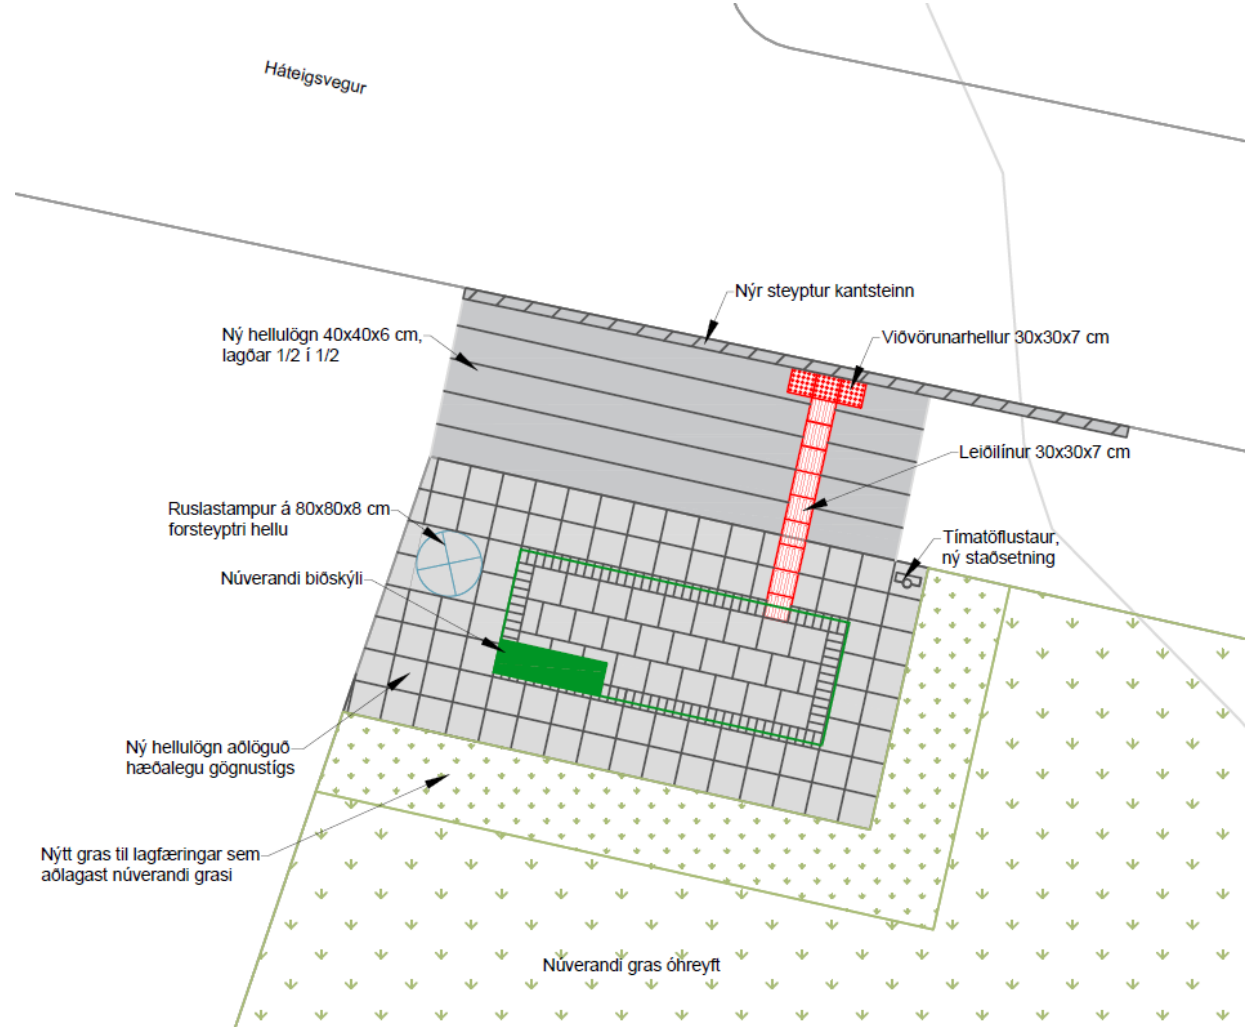 Háteigsvegur
Nýr steyptur kantsteinn
Ný hellulögn 40x40x6 cm,
lagðar 1/2 í 1/2
Viðvörunarhellur 30x30x7 cm
Leiðilínur 30x30x7 cm
Ruslastampur á 80x80x8 cm
forsteyptri hellu
Tímatöflustaur,
ný staðsetning
Núverandi biðskýli
Ný hellulögn aðlöguð
hæðalegu gögnustígs
Nýtt gras til lagfæringar sem
aðlagast núverandi grasi
Núverandi gras óhreyft